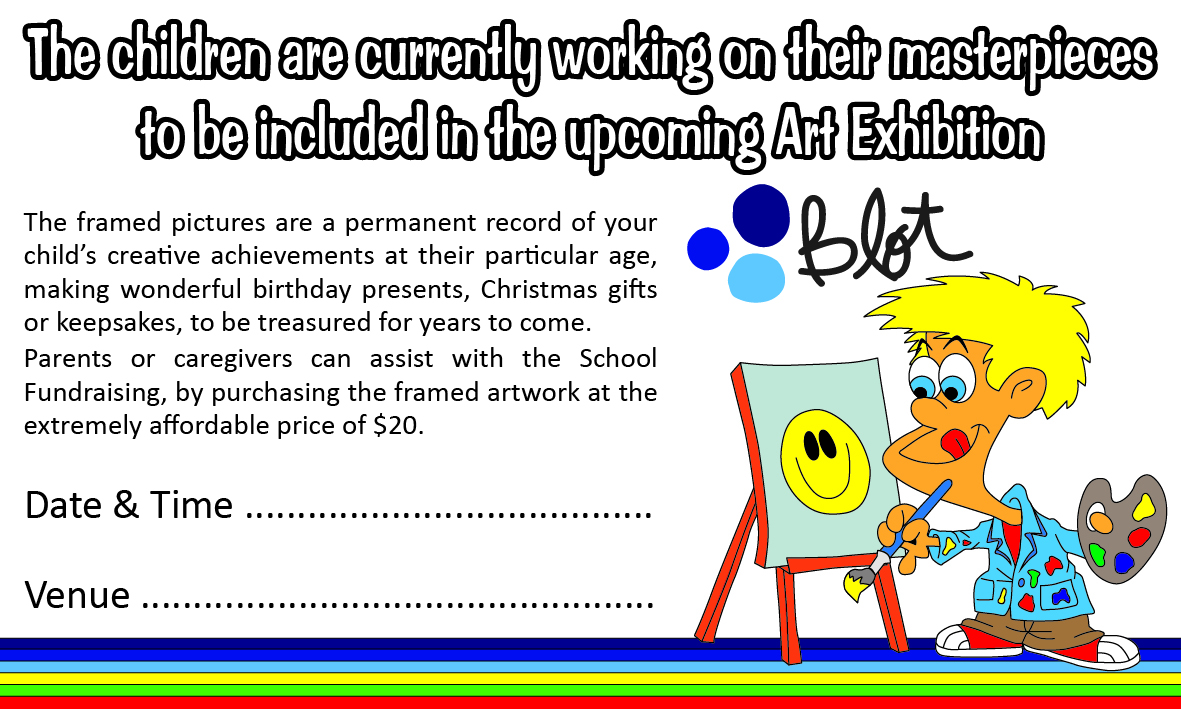 The children are currently working on their masterpieces
to be included in the upcoming Art Exhibition
Blot
The framed pictures are a permanent record of your
child’s creative achievements at their particular age,
making wonderful birthday presents, Christmas gifts
or keepsakes, to be treasured for years to come.
Parents or caregivers can assist with the School
Fundraising, by purchasing the framed artwork at the
extremely affordable price of $20.
Date & Time .......................................
Venue .................................................